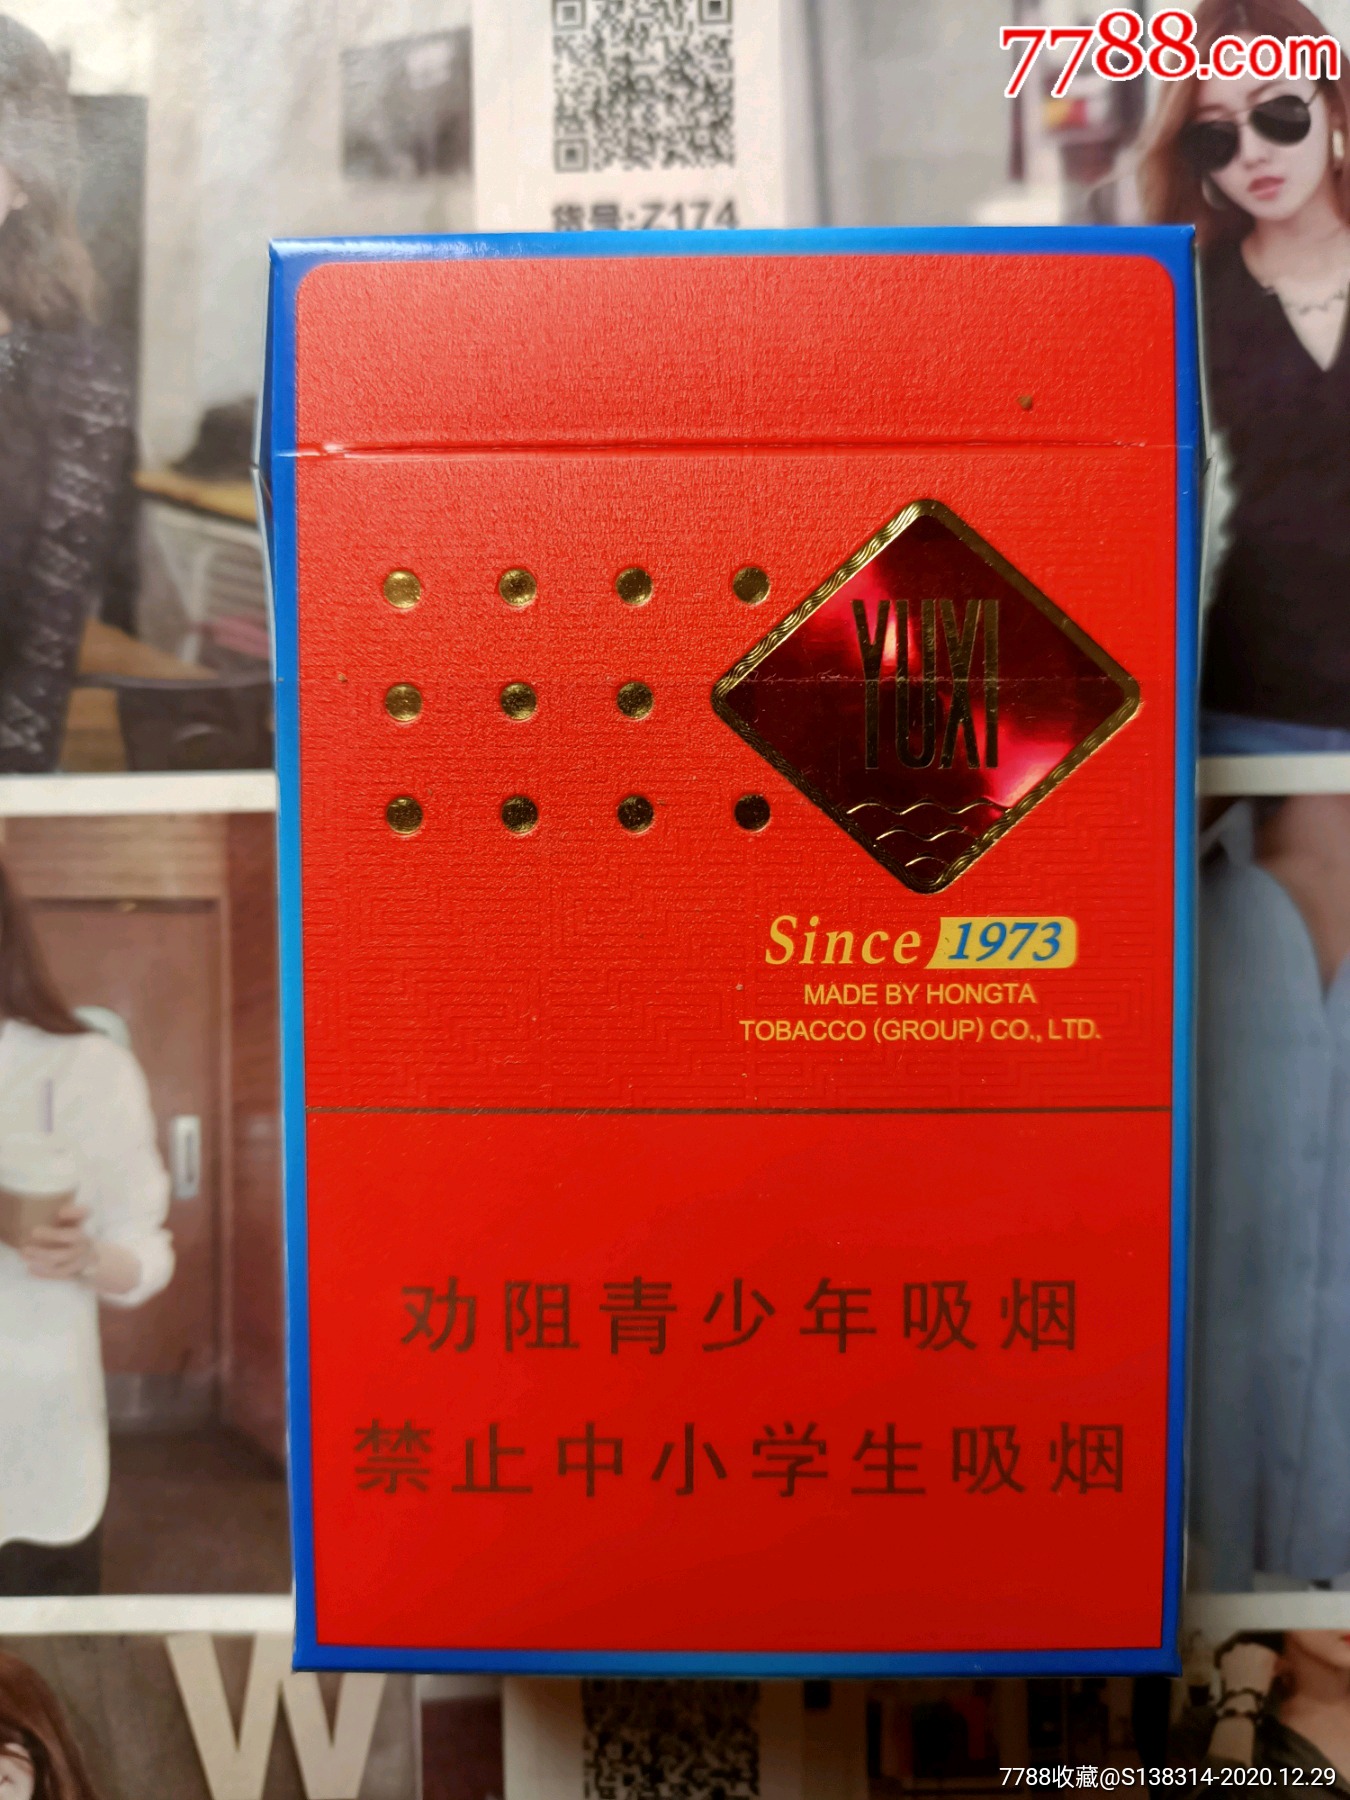 7788.com
货号:Z174
YUXI
Since 1973
MADE BY HONGTA
TOBACCO (GROUP) CO., LTD.
劝阻青少年吸烟
禁止中小学生吸烟
W
7788收藏@S138314-2020.12.29